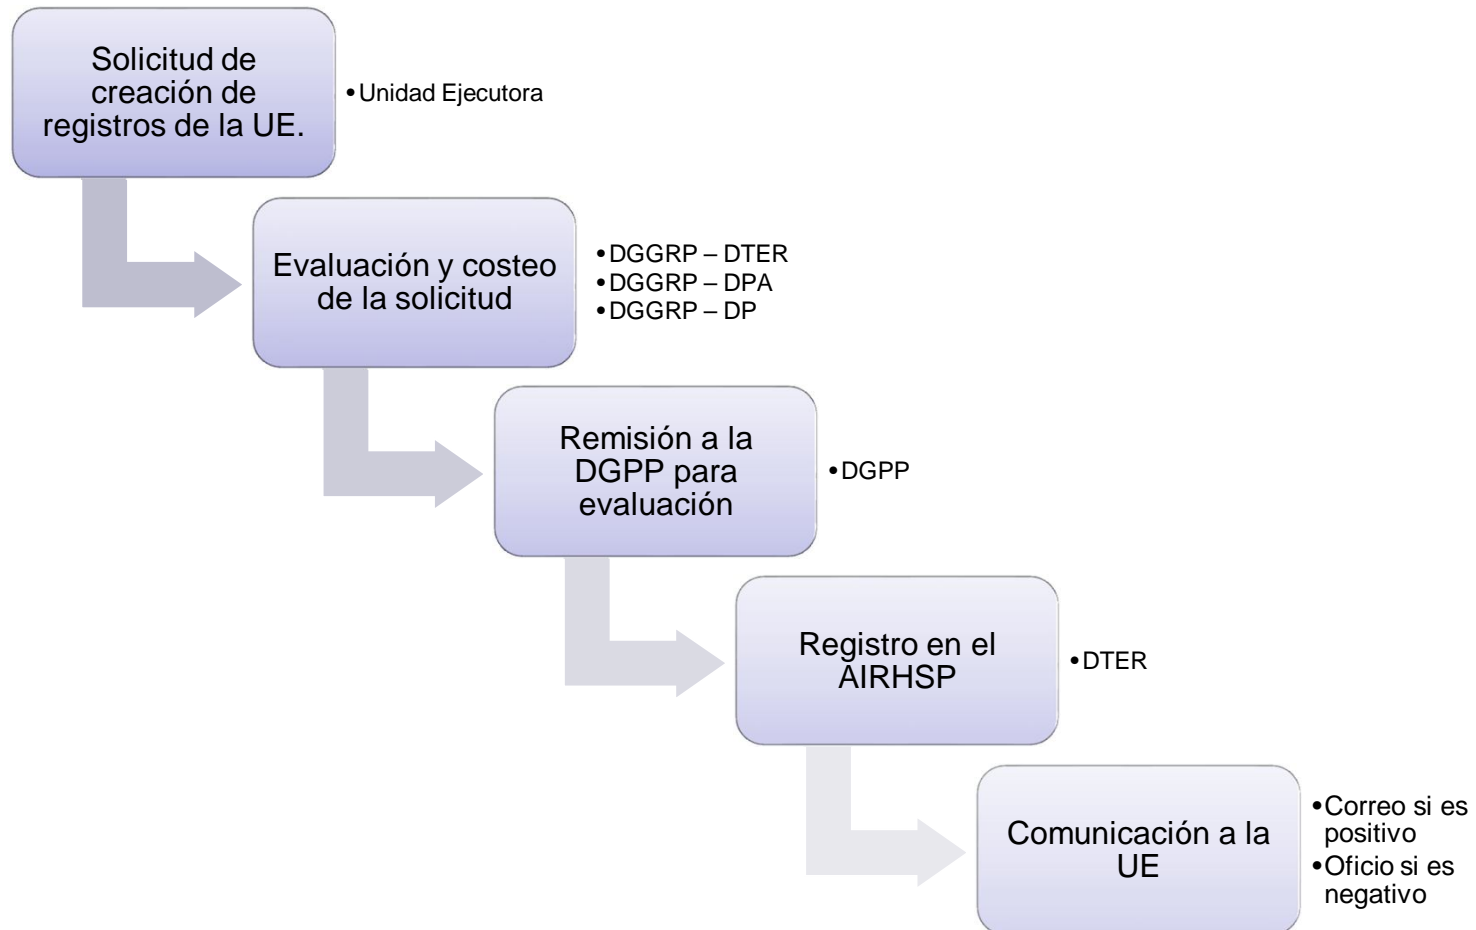 Solicitud de
creación de
registros de la UE.
•Unidad Ejecutora
Evaluación y costeo
de la solicitud
•DGGRP – DTER
•DGGRP – DPA
•DGGRP – DP
Remisión a la
DGPP para
evaluación
•DGPP
Registro en el
AIRHSP
•DTER
Comunicación a la
UE
•Correo si es
positivo
•Oficio si es
negativo